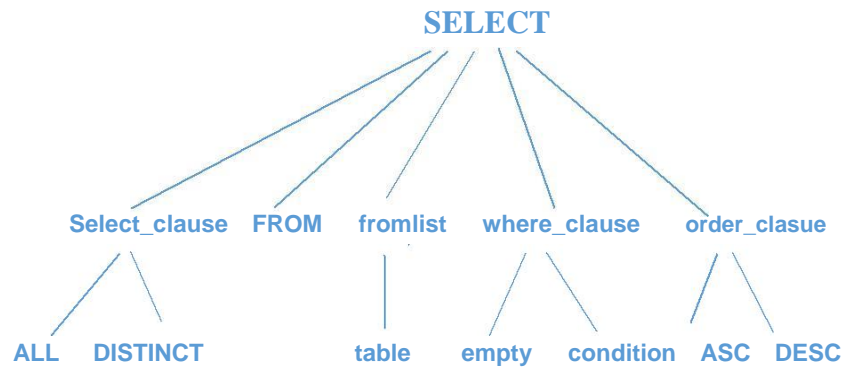 SELECT
Select_clause FROM fromlist where_clause order_clasue
ALL DISTINCT table empty condition ASC DESC